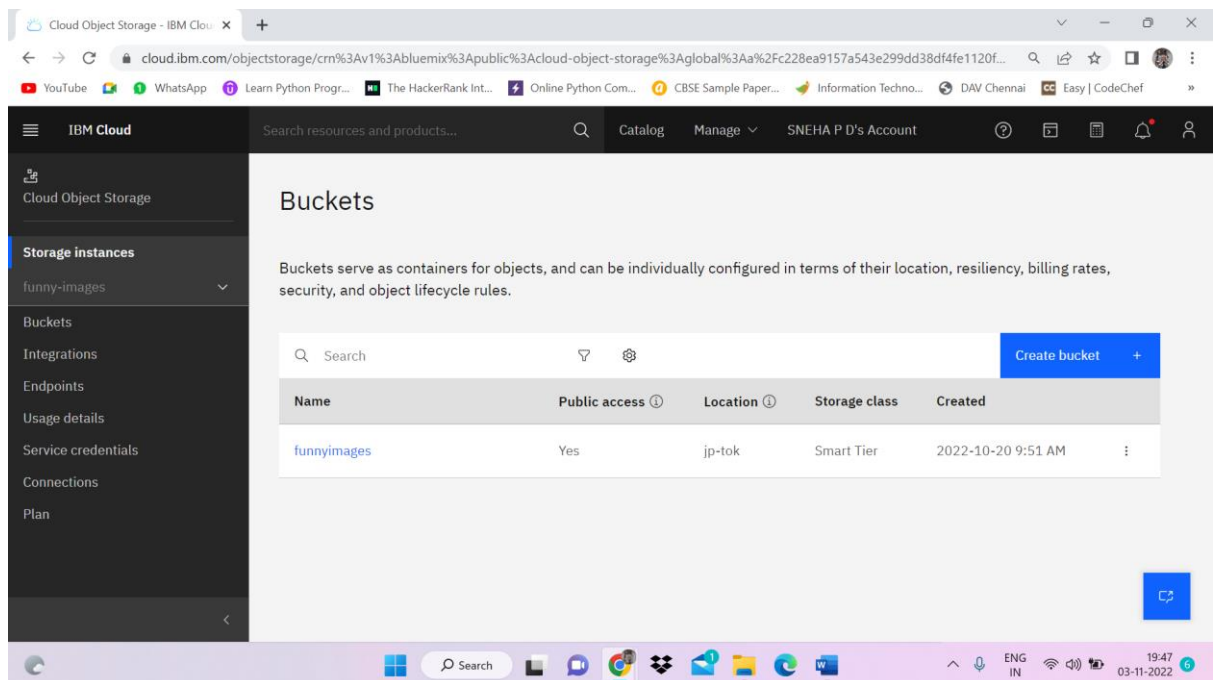 Cloud Object Storage - IBM Clou
cloud.ibm.com/objectstorage/crn%3Av1%3Abluemix%3Apublic%3Acloud-object-storage%3Aglobal%3Aa%2Fc228ea9157a543e299dd38df4fe1120f...
YouTube WhatsApp Learn Python Progr... The HackerRank Int... Online Python Com... CBSE Sample Paper... Information Techno... DAV Chennai Easy | CodeChef »
IBM Cloud Search resources and products... Catalog Manage SNEHA P D's Account
Cloud Object Storage
Storage instances
funny-images
Buckets
Integrations
Endpoints
Usage details
Service credentials
Connections
Plan
Buckets
Buckets serve as containers for objects, and can be individually configured in terms of their location, resiliency, billing rates,
security, and object lifecycle rules.
Search Create bucket +
Name Public access Location Storage class Created
funnyimages Yes jp-tok Smart Tier 2022-10-20 9:51 AM
Search
ENG
IN
19:47
03-11-2022
6